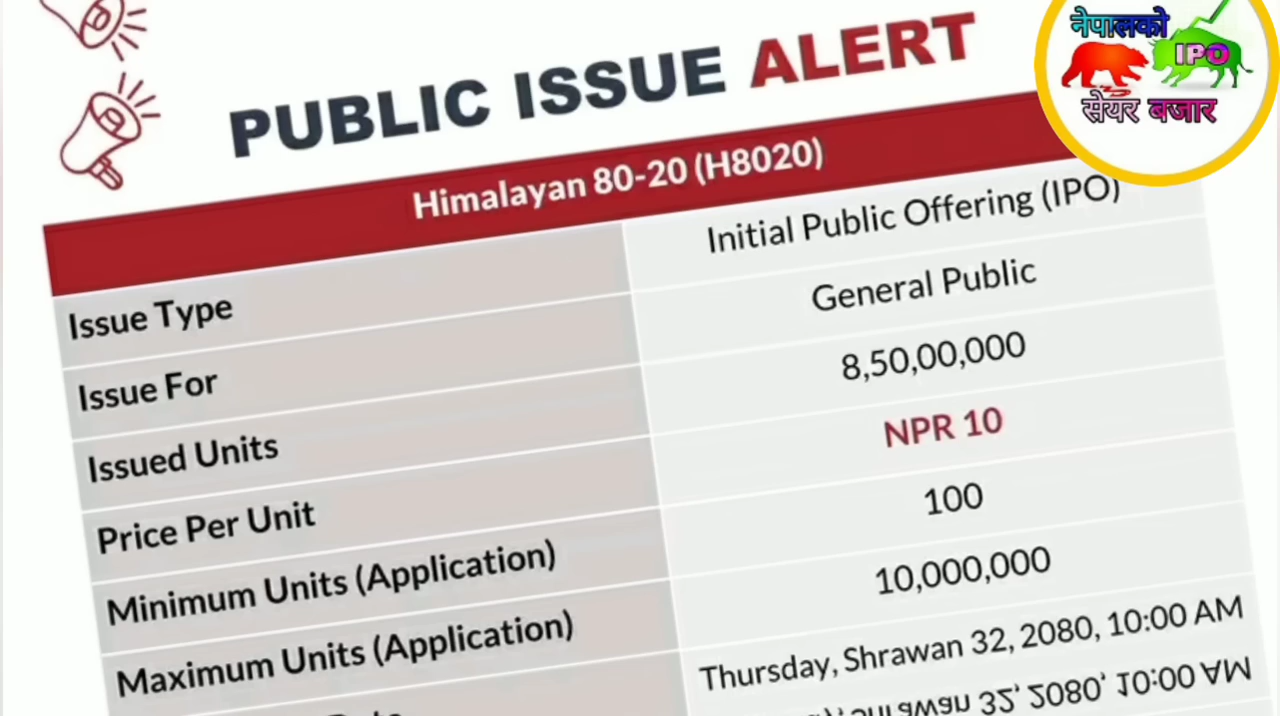 PUBLIC ISSUE ALERT
नेपालको
IPO
सेयर बजार
Himalayan 80-20 (H8020)
Issue Type Initial Public Offering (IPO)
Issue For General Public
Issued Units 8,50,00,000
Price Per Unit NPR 10
Minimum Units (Application) 100
Maximum Units (Application) 10,000,000
Thursday, Shrawan 32, 2080, 10:00 AM